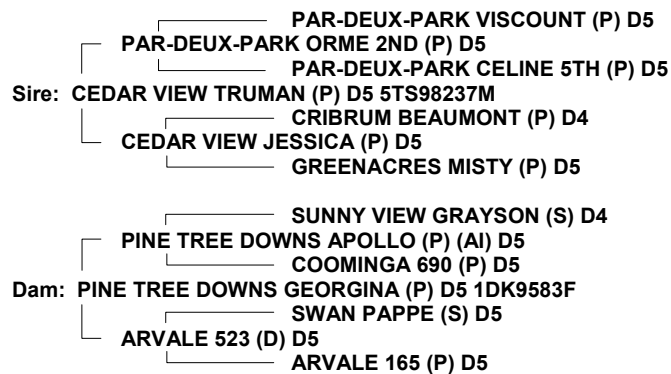 PAR-DEUX-PARK VISCOUNT (P) D5
PAR-DEUX-PARK ORME 2ND (P) D5
PAR-DEUX-PARK CELINE 5TH (P) D5
Sire: CEDAR VIEW TRUMAN (P) D5 5TS98237M
CRIBRUM BEAUMONT (P) D4
CEDAR VIEW JESSICA (P) D5
GREENACRES MISTY (P) D5
SUNNY VIEW GRAYSON (S) D4
PINE TREE DOWNS APOLLO (P) (AI) D5
COOMINGA 690 (P) D5
Dam: PINE TREE DOWNS GEORGINA (P) D5 1DK9583F
SWAN PAPPE (S) D5
ARVALE 523 (D) D5
ARVALE 165 (P) D5